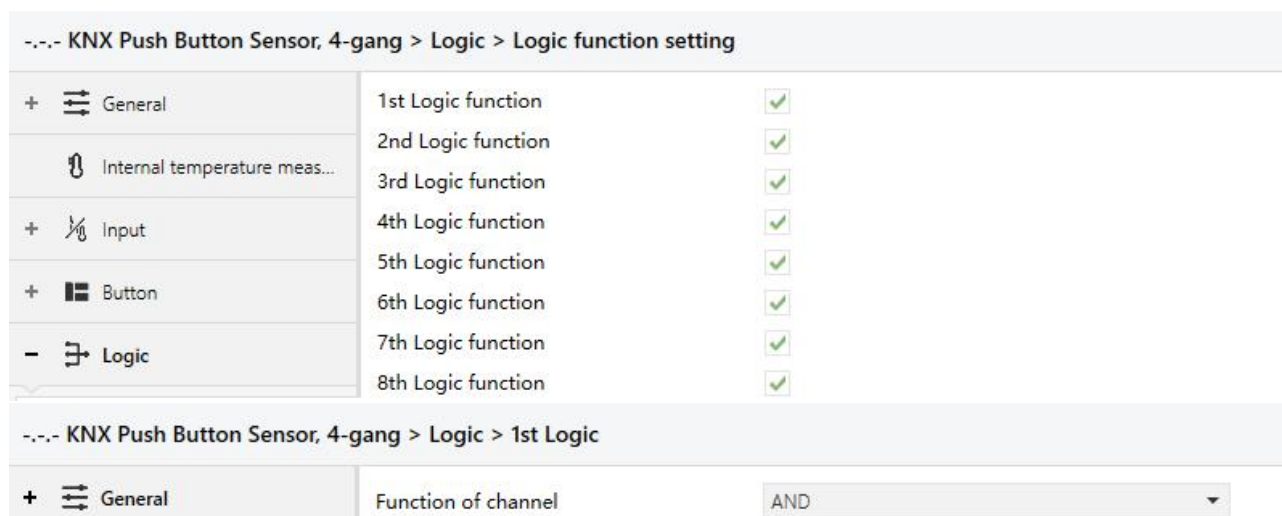 -.-.- KNX Push Button Sensor, 4-gang > Logic > Logic function setting
+ General
Internal temperature meas...
+ Input
+ Button
- Logic
1st Logic function
2nd Logic function
3rd Logic function
4th Logic function
5th Logic function
6th Logic function
7th Logic function
8th Logic function
-.-.- KNX Push Button Sensor, 4-gang > Logic > 1st Logic
+ General
Function of channel AND